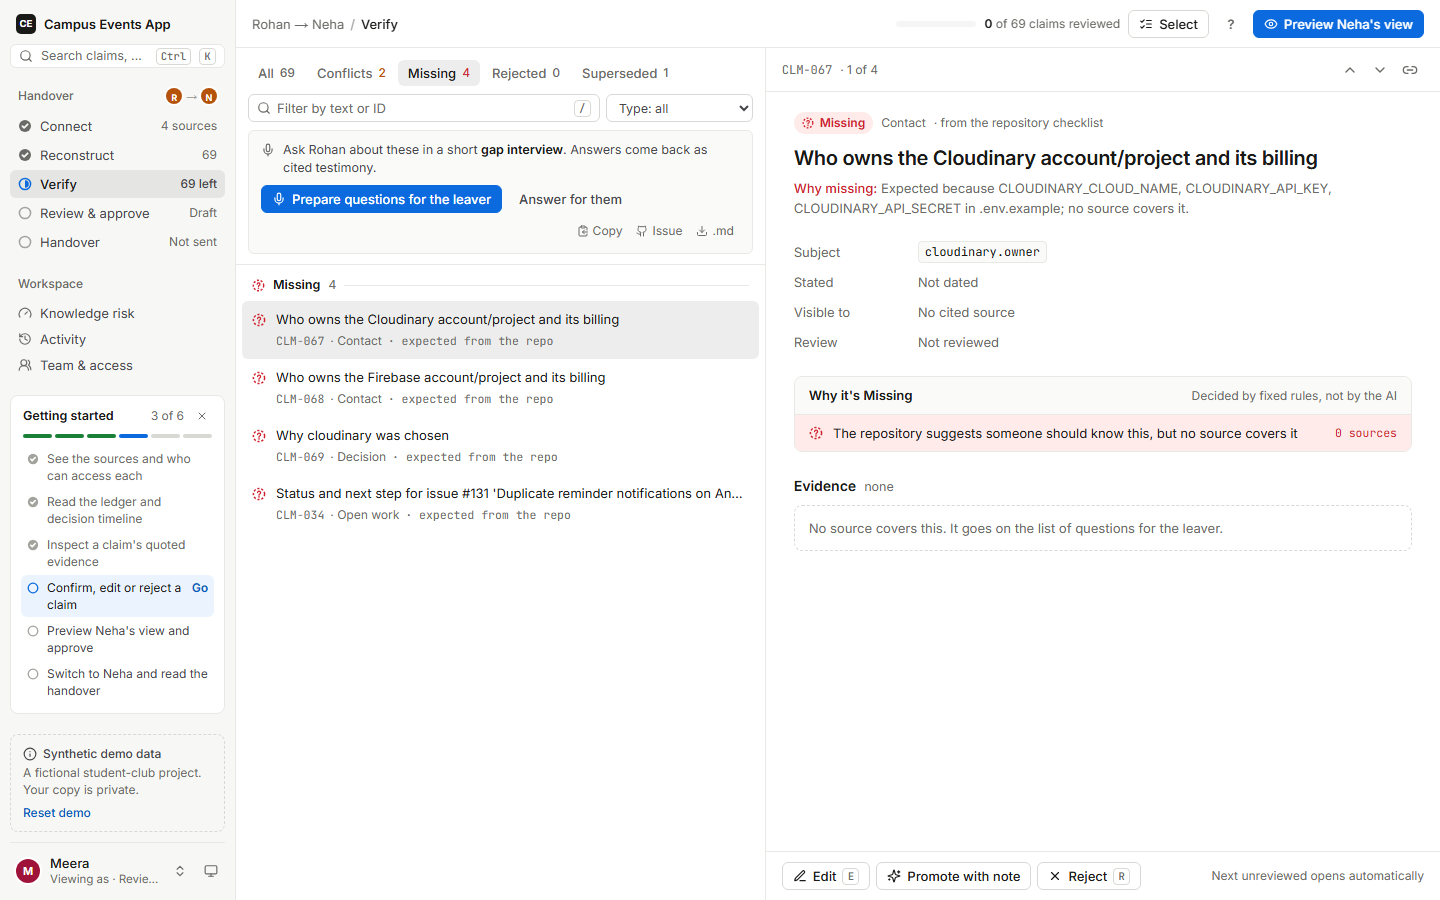 CE Campus Events App
Search claims, ... Ctrl K
Handover R → N
Connect 4 sources
Reconstruct 69
Verify 69 left
Review & approve Draft
Handover Not sent
Workspace
Knowledge risk
Activity
Team & access
Getting started 3 of 6
See the sources and who
can access each
Read the ledger and
decision timeline
Inspect a claim's quoted
evidence
Confirm, edit or reject a Go
claim
Preview Neha's view and
approve
Switch to Neha and read the
handover
Synthetic demo data
A fictional student-club project.
Your copy is private.
Reset demo
M Meera
Viewing as · Revie...
Rohan → Neha / Verify
0 of 69 claims reviewed Select ? Preview Neha's view
All 69 Conflicts 2 Missing 4 Rejected 0 Superseded 1
Filter by text or ID / Type: all
Ask Rohan about these in a short gap interview. Answers come back as
cited testimony.
Prepare questions for the leaver Answer for them
Copy Issue .md
Missing 4
Who owns the Cloudinary account/project and its billing
CLM-067 · Contact · expected from the repo
Who owns the Firebase account/project and its billing
CLM-068 · Contact · expected from the repo
Why cloudinary was chosen
CLM-069 · Decision · expected from the repo
Status and next step for issue #131 'Duplicate reminder notifications on An...
CLM-034 · Open work · expected from the repo
CLM-067 · 1 of 4
Missing Contact · from the repository checklist
Who owns the Cloudinary account/project and its billing
Why missing: Expected because CLOUDINARY_CLOUD_NAME, CLOUDINARY_API_KEY,
CLOUDINARY_API_SECRET in .env.example; no source covers it.
Subject cloudinary.owner
Stated Not dated
Visible to No cited source
Review Not reviewed
Why it's Missing Decided by fixed rules, not by the AI
The repository suggests someone should know this, but no source covers it 0 sources
Evidence none
No source covers this. It goes on the list of questions for the leaver.
Edit E Promote with note Reject R Next unreviewed opens automatically